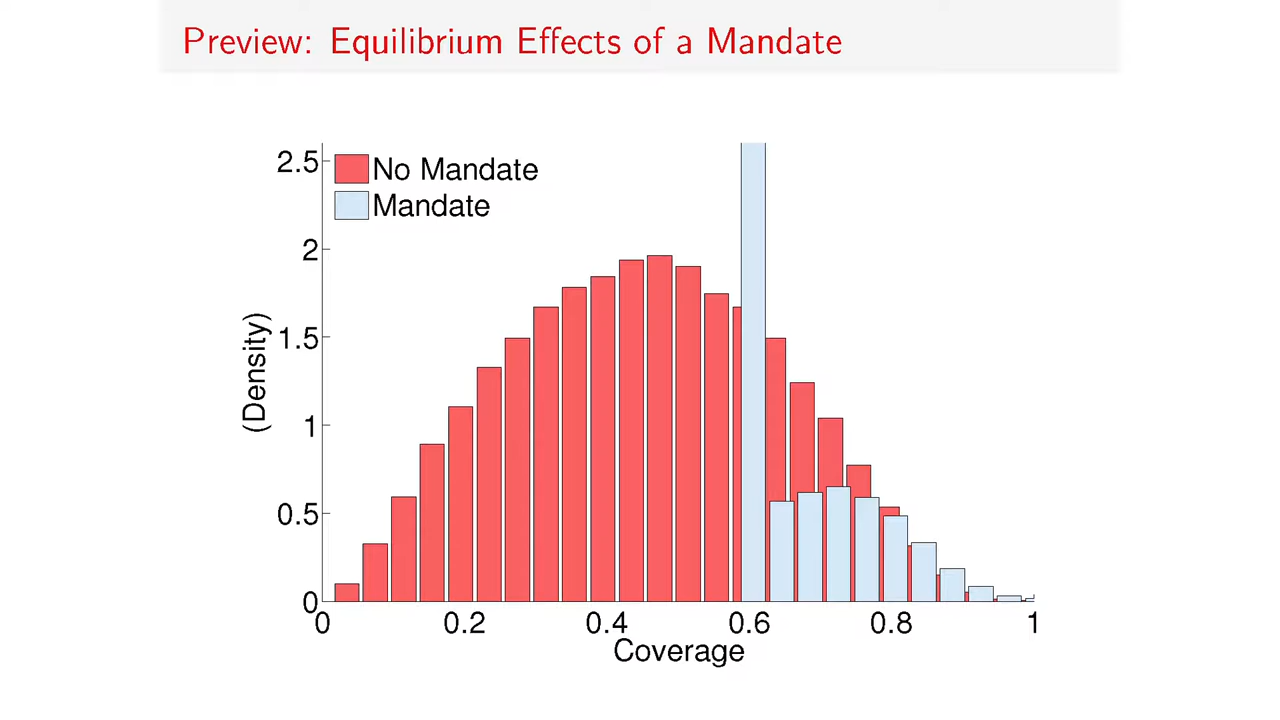 Preview: Equilibrium Effects of a Mandate
No Mandate
Mandate
(Density)
2.5
2
1.5
1
0.5
0
0 0.2 0.4 0.6 0.8 1
Coverage